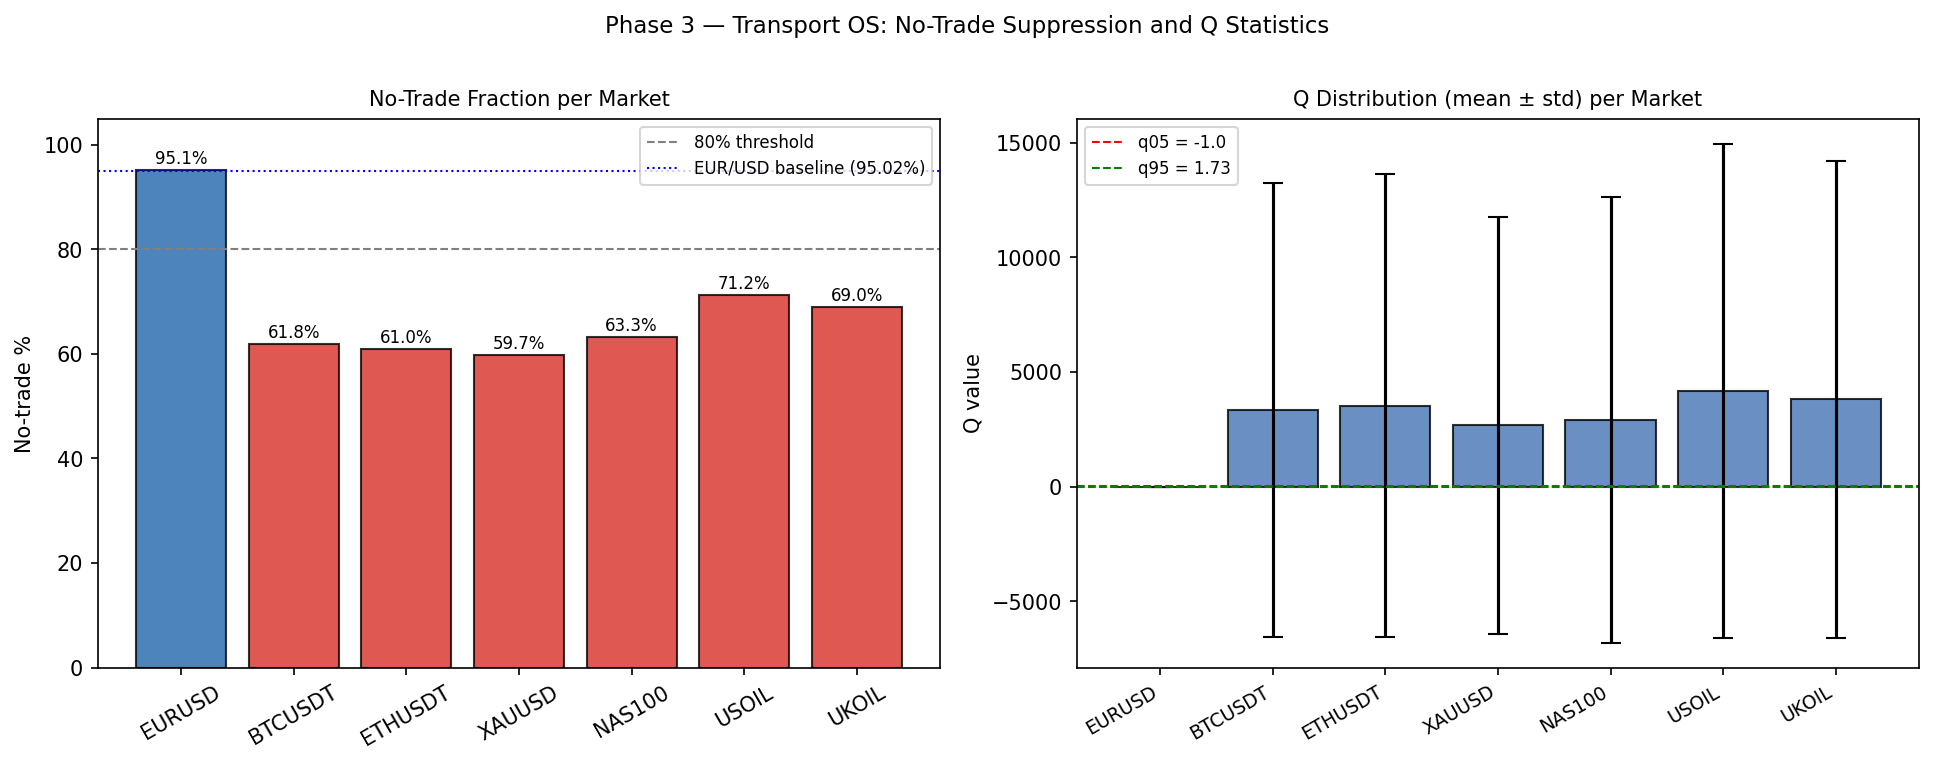 Phase 3 — Transport OS: No-Trade Suppression and Q Statistics
No-Trade Fraction per Market
No-trade %
100
80
60
40
20
0
80% threshold
EUR/USD baseline (95.02%)
95.1%
61.8%
61.0%
59.7%
63.3%
71.2%
69.0%
EURUSD
BTCUSDT
ETHUSDT
XAUUSD
NAS100
USOIL
UKOIL
Q Distribution (mean ± std) per Market
Q value
15000
10000
5000
0
−5000
q05 = -1.0
q95 = 1.73
EURUSD
BTCUSDT
ETHUSDT
XAUUSD
NAS100
USOIL
UKOIL